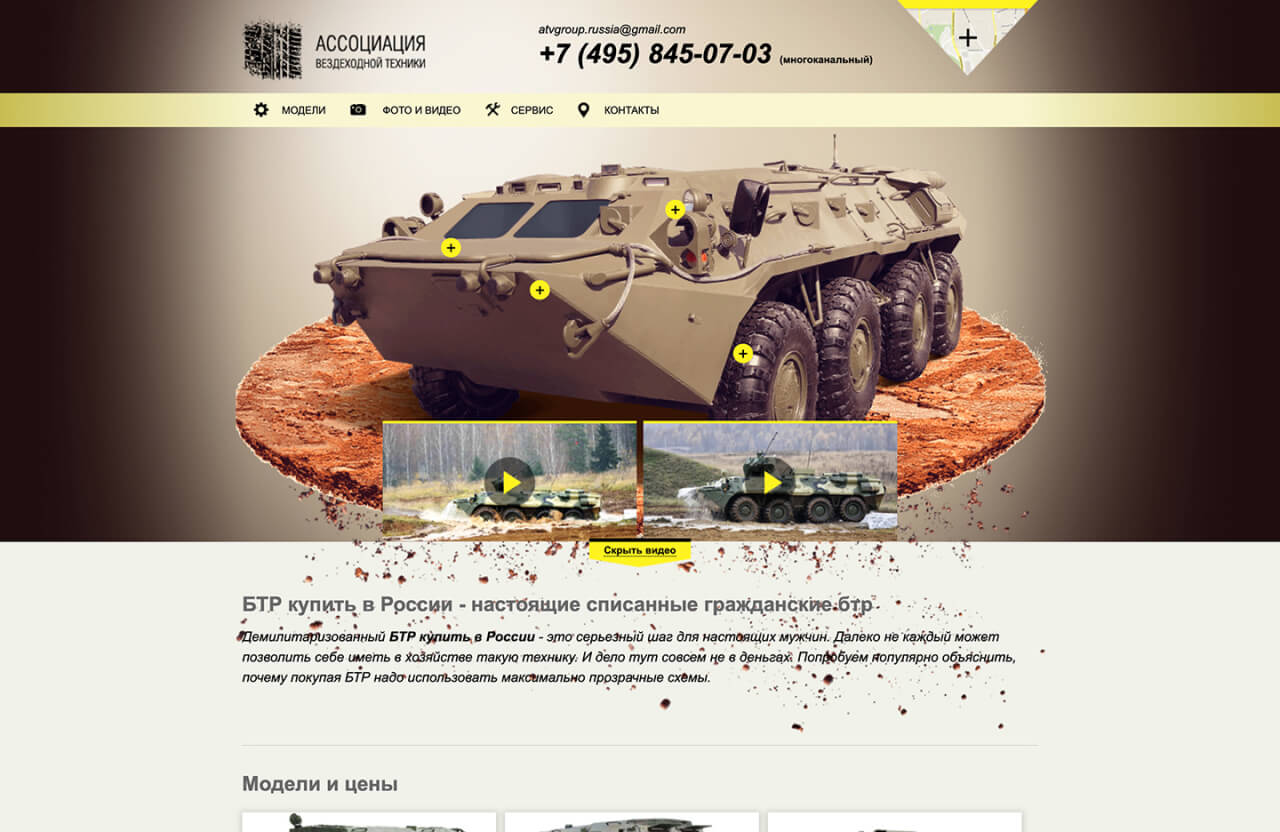 АССОЦИАЦИЯ
ВЕЗДЕХОДНОЙ ТЕХНИКИ
atvgroup.russia@gmail.com
+7 (495) 845-07-03 (многоканальный)
МОДЕЛИ
ФОТО И ВИДЕО
СЕРВИС
КОНТАКТЫ
Скрыть видео
БТР купить в России - настоящие списанные гражданские бтр
Демилитаризованный БТР купить в России - это серьезный шаг для настоящих мужчин. Далеко не каждый может
позволить себе иметь в хозяйстве такую технику. И дело тут совсем не в деньгах. Попробуем популярно объяснить,
почему покупая БТР надо использовать максимально прозрачные схемы.
Модели и цены